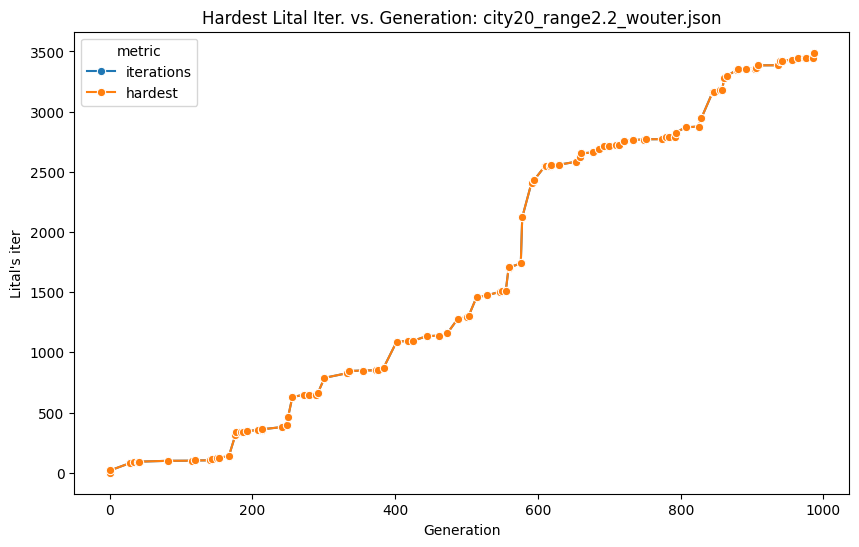 Hardest Lital Iter. vs. Generation: city20_range2.2_wouter.json
metric
iterations
hardest
3500
3000
2500
2000
1500
1000
500
0
Lital's iter
0 200 400 600 800 1000
Generation